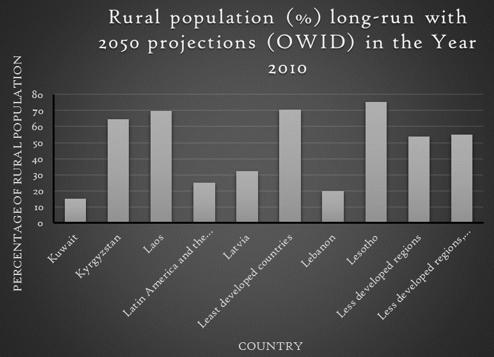 Rural population (%) long-run with
2050 projections (OWID) in the Year
2010
PERCENTAGE OF RURAL POPULATION
80
70
60
50
40
30
20
10
0
Kuwait
Kyrgyzstan
Laos
Latin America and the...
Latvia
Least developed countries
Lebanon
Lesotho
Less developed regions
Less developed regions,...
COUNTRY